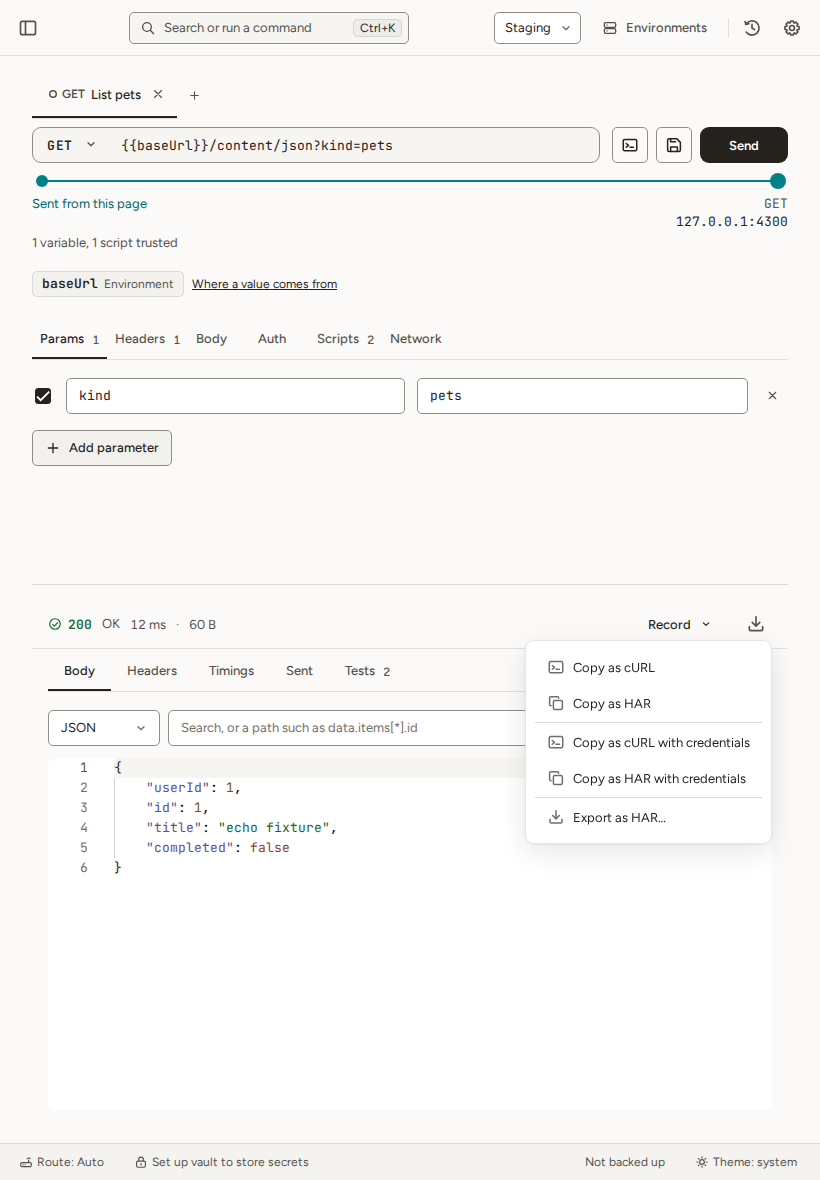 Search or run a command Ctrl+K Staging Environments
GET List pets
GET {{baseUrl}}/content/json?kind=pets Send
Sent from this page GET
127.0.0.1:4300
1 variable, 1 script trusted
baseUrl Environment Where a value comes from
Params 1 Headers 1 Body Auth Scripts 2 Network
kind pets
Add parameter
200 OK 12 ms · 60 B Record
Body Headers Timings Sent Tests 2
Copy as cURL
Copy as HAR
JSON Search, or a path such as data.items[*].id
Copy as cURL with credentials
Copy as HAR with credentials
Export as HAR…
1 {
2 "userId": 1,
3 "id": 1,
4 "title": "echo fixture",
5 "completed": false
6 }
Route: Auto Set up vault to store secrets Not backed up Theme: system